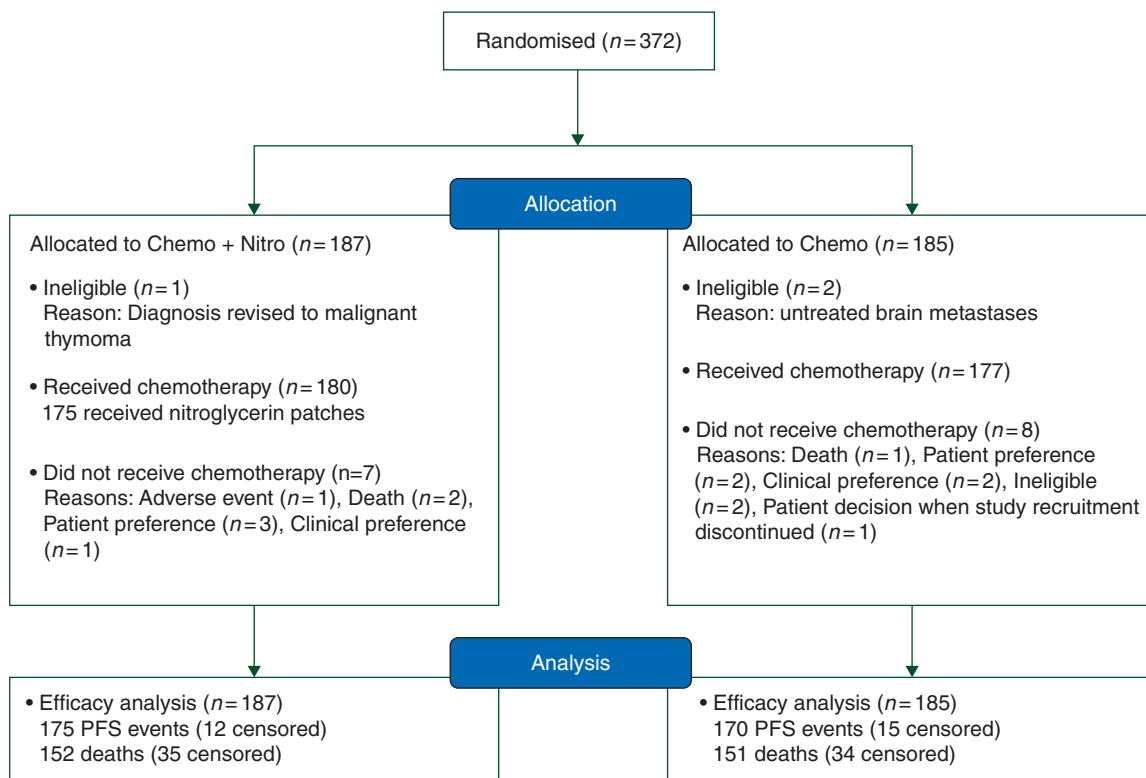 Randomised (n=372)
Allocation
Allocated to Chemo + Nitro (n=187)
• Ineligible (n=1)
Reason: Diagnosis revised to malignant
thymoma
• Received chemotherapy (n=180)
175 received nitroglycerin patches
• Did not receive chemotherapy (n=7)
Reasons: Adverse event (n=1), Death (n=2),
Patient preference (n=3), Clinical preference
(n=1)
Allocated to Chemo (n=185)
• Ineligible (n=2)
Reason: untreated brain metastases
• Received chemotherapy (n=177)
• Did not receive chemotherapy (n=8)
Reasons: Death (n=1), Patient preference
(n=2), Clinical preference (n=2), Ineligible
(n=2), Patient decision when study recruitment
discontinued (n=1)
Analysis
• Efficacy analysis (n=187)
175 PFS events (12 censored)
152 deaths (35 censored)
• Efficacy analysis (n=185)
170 PFS events (15 censored)
151 deaths (34 censored)